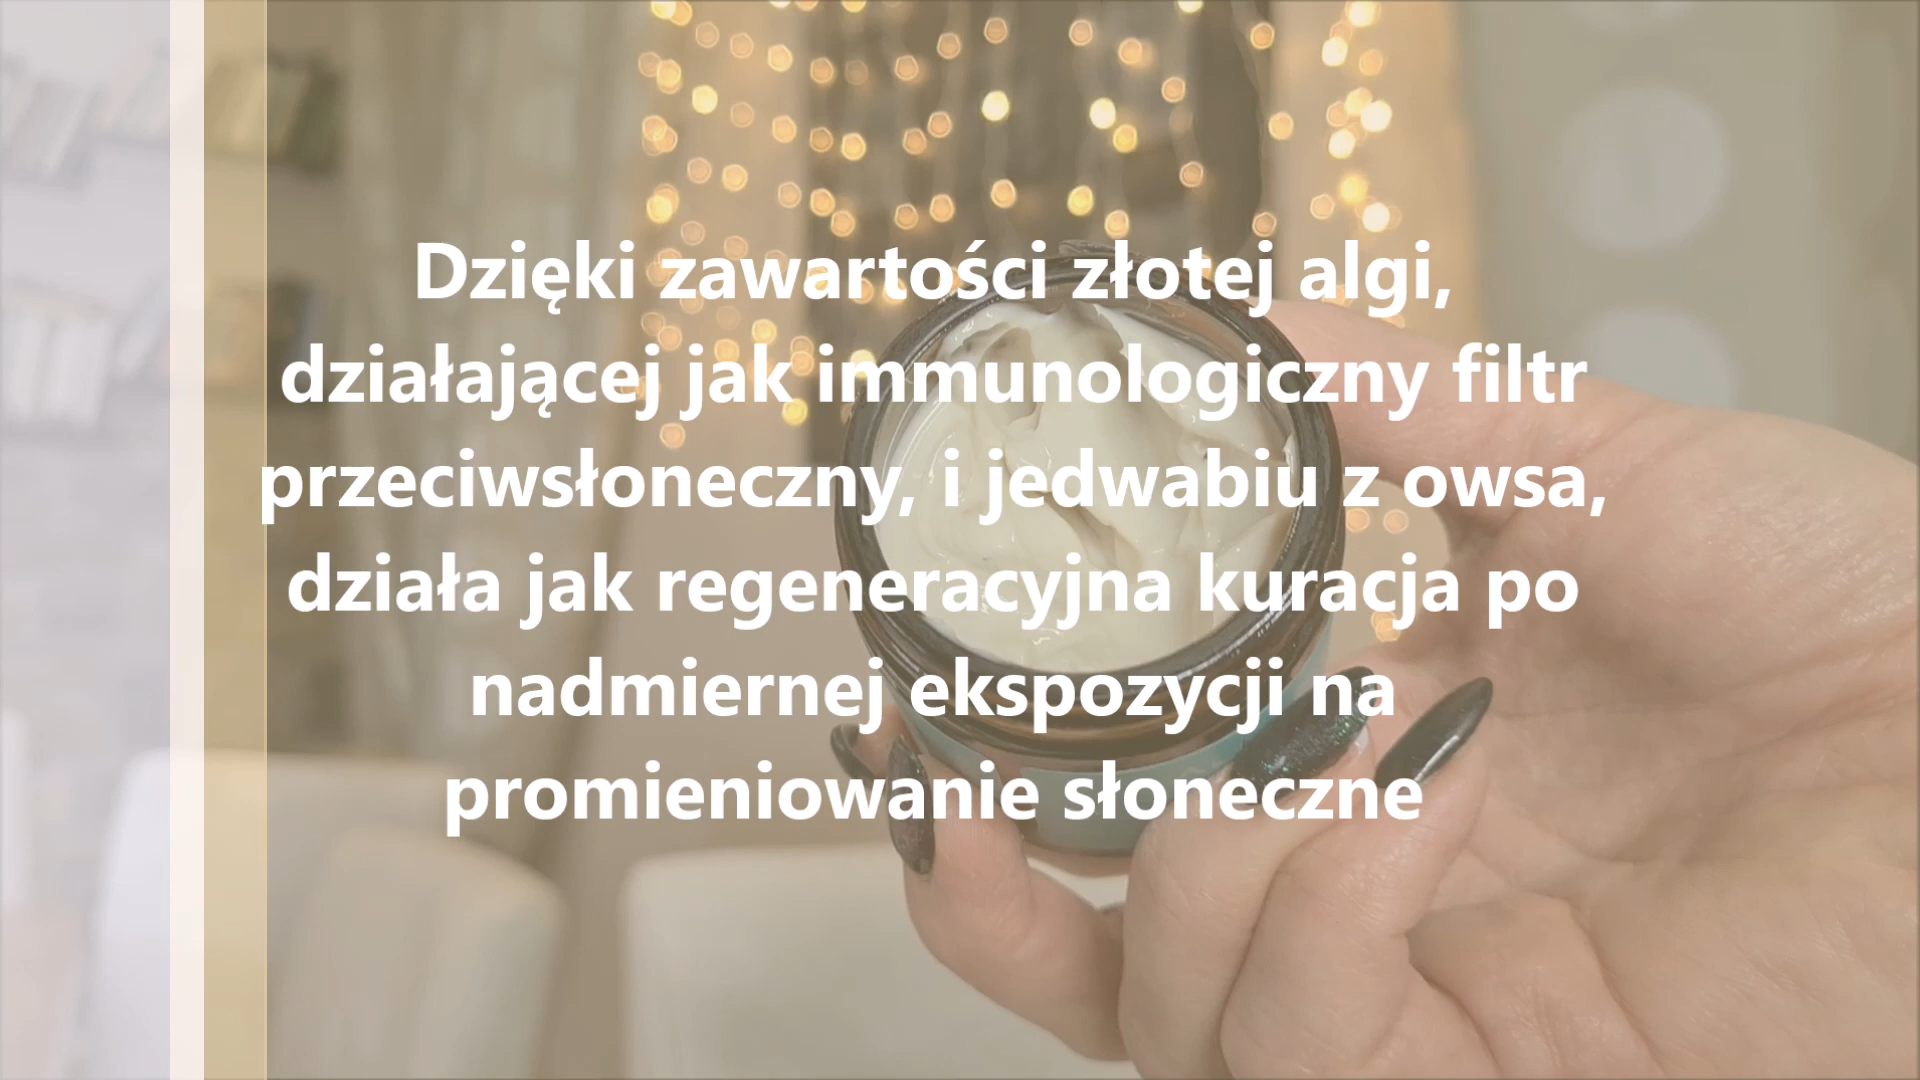 Dzięki zawartości złotej algi,
działającej jak immunologiczny filtr
przeciwsłoneczny, i jedwabiu z owsa,
działa jak regeneracyjna kuracja po
nadmiernej ekspozycji na
promieniowanie słoneczne